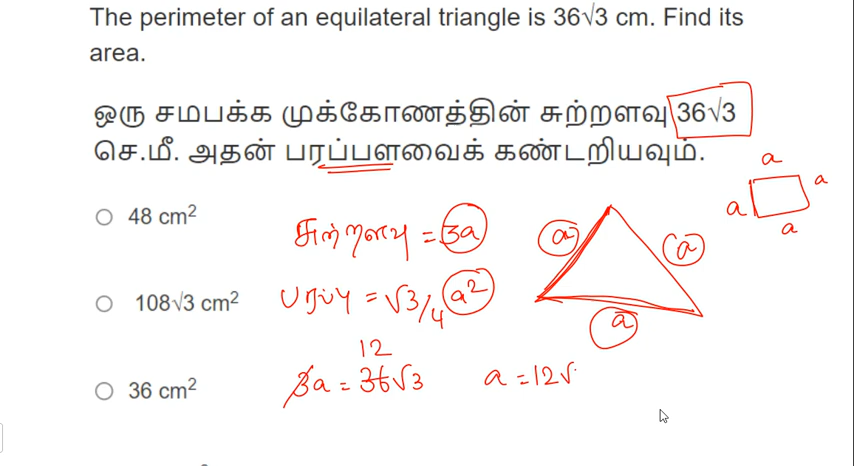 The perimeter of an equilateral triangle is 36√3 cm. Find its
area.
ஒரு சமபக்க முக்கோணத்தின் சுற்றளவு 36√3
செ.மீ. அதன் பரப்பளவைக் கண்டறியவும்.
a
a
a
a
48 cm²
சுற்றளவு = 3a
a
a
a
108√3 cm²
பரப்பு = √3/4 a²
12
36 cm²
3a = 36√3
a = 12√